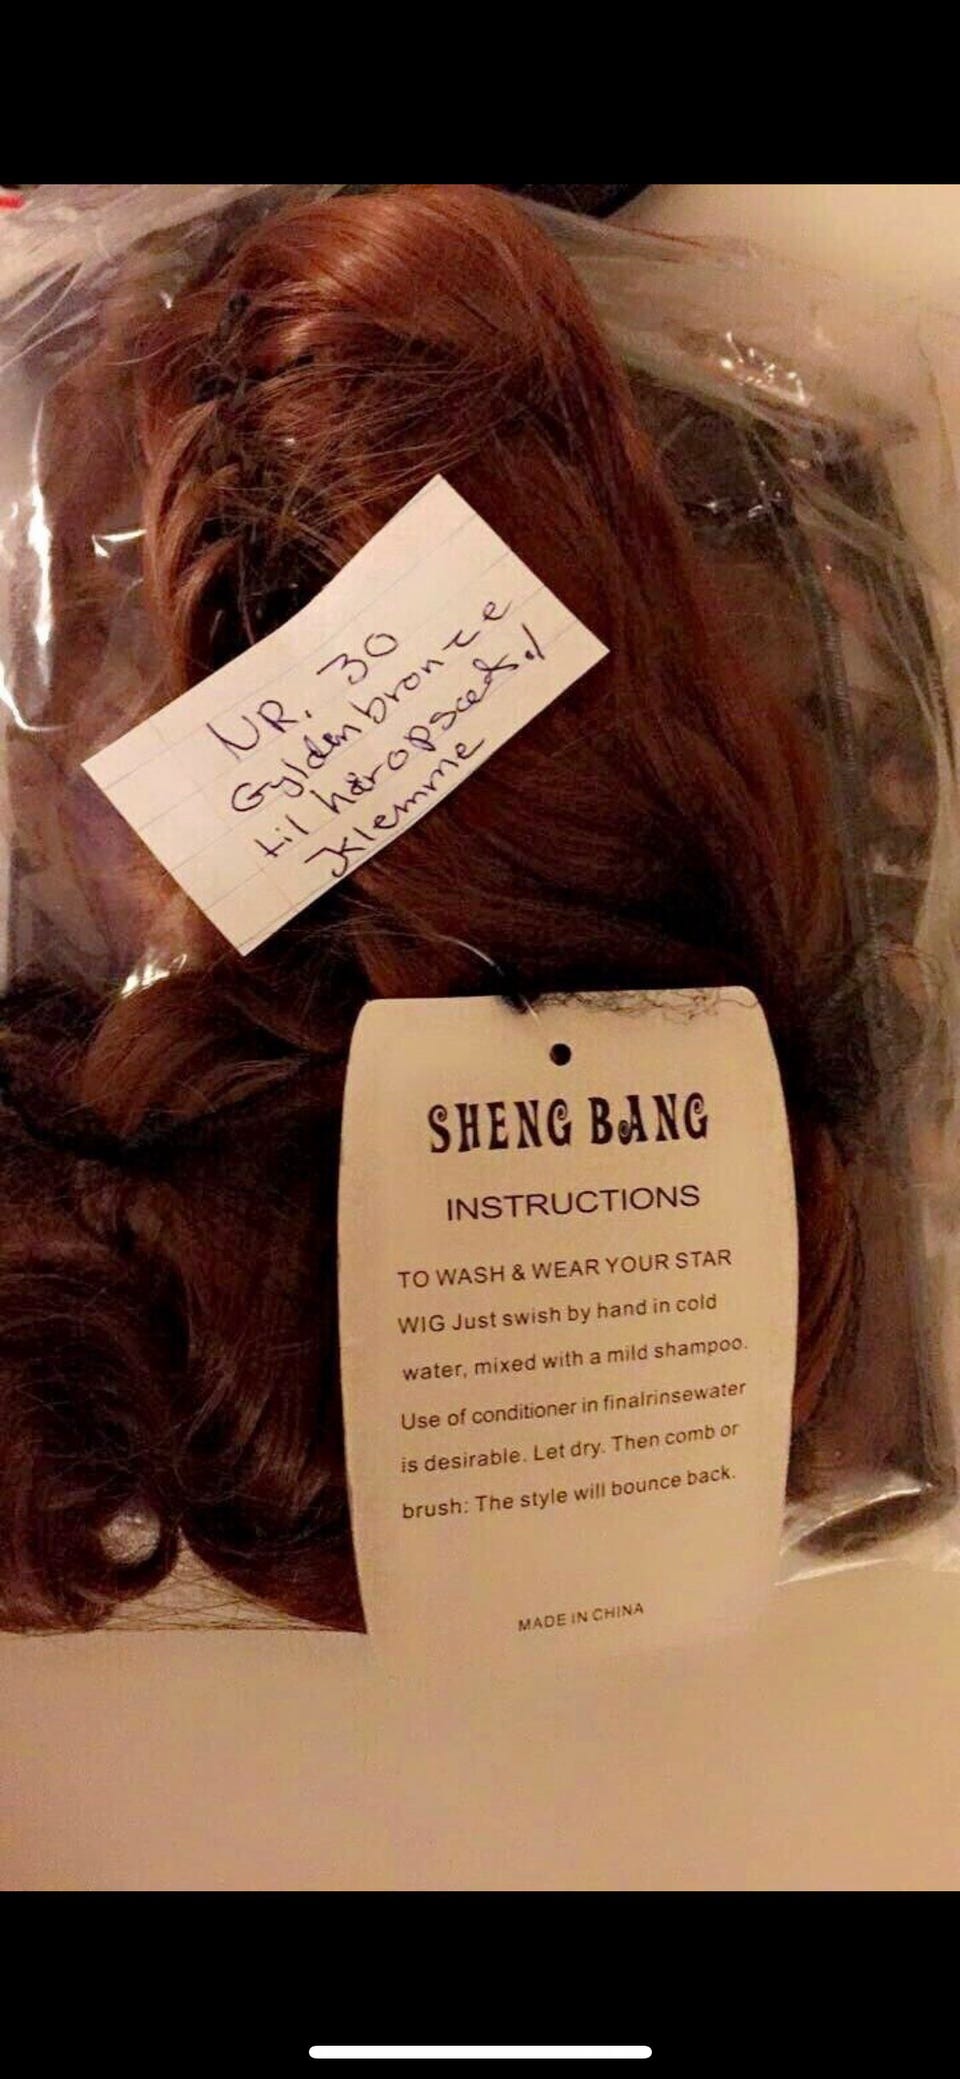 NR. 30
Gyldenbronze
til håropsæts./
Klemme
SHENG BANG
INSTRUCTIONS
TO WASH & WEAR YOUR STAR
WIG Just swish by hand in cold
water, mixed with a mild shampoo.
Use of conditioner in finalrinsewater
is desirable. Let dry. Then comb or
brush: The style will bounce back.
MADE IN CHINA